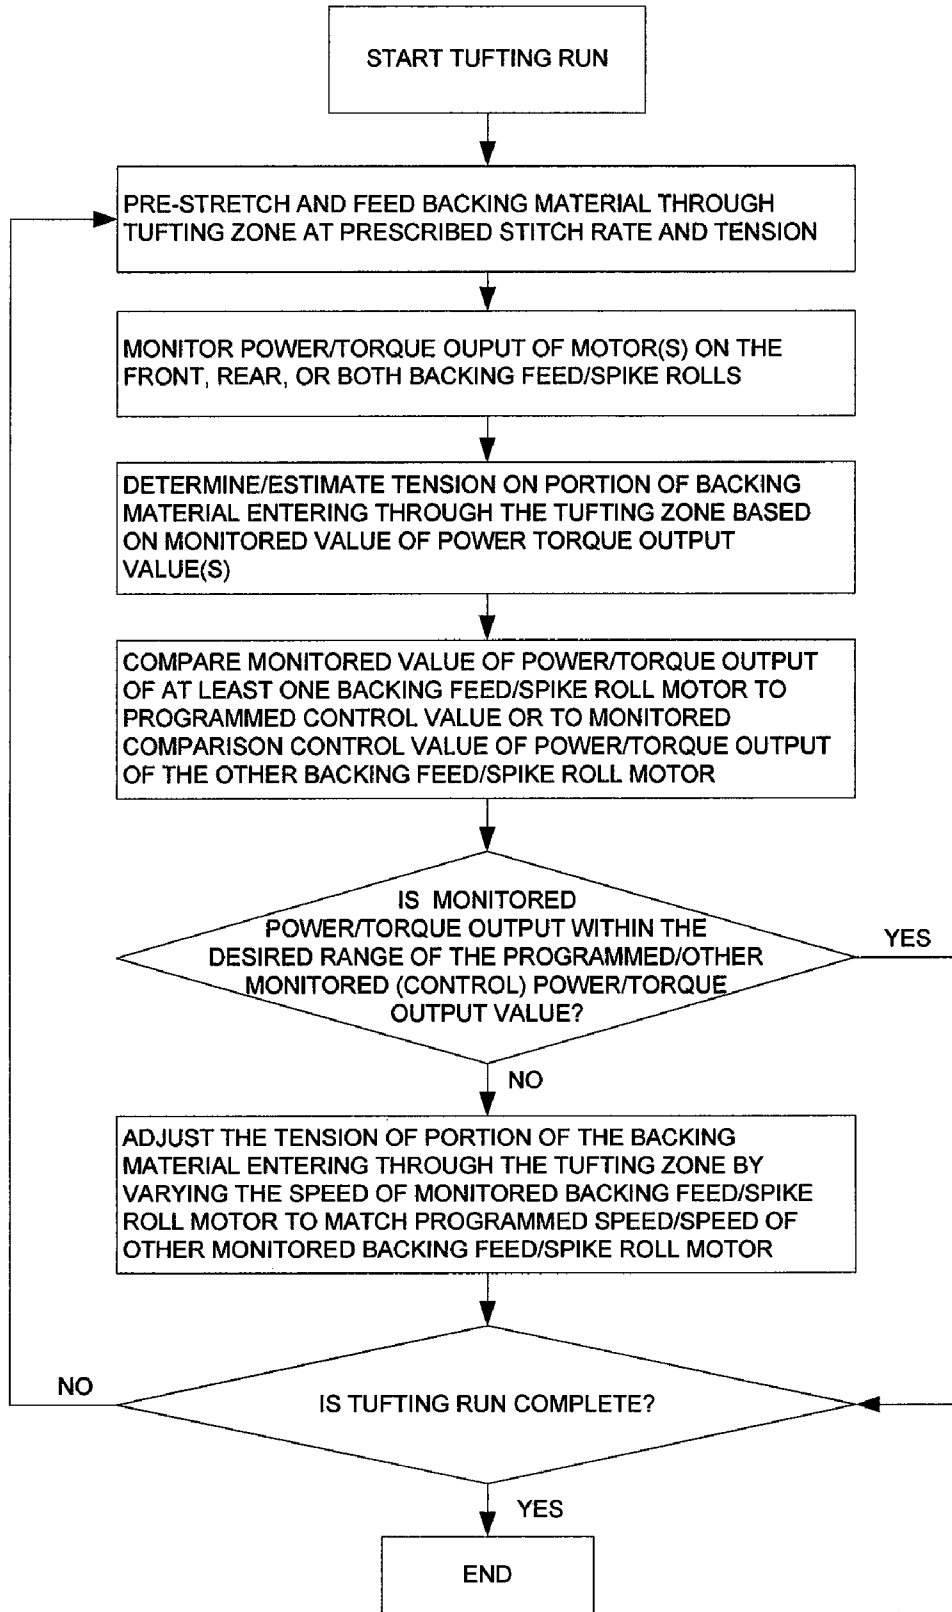 START TUFTING RUN
PRE-STRETCH AND FEED BACKING MATERIAL THROUGH
TUFTING ZONE AT PRESCRIBED STITCH RATE AND TENSION
MONITOR POWER/TORQUE OUPUT OF MOTOR(S) ON THE
FRONT, REAR, OR BOTH BACKING FEED/SPIKE ROLLS
DETERMINE/ESTIMATE TENSION ON PORTION OF BACKING
MATERIAL ENTERING THROUGH THE TUFTING ZONE BASED
ON MONITORED VALUE OF POWER TORQUE OUTPUT
VALUE(S)
COMPARE MONITORED VALUE OF POWER/TORQUE OUTPUT
OF AT LEAST ONE BACKING FEED/SPIKE ROLL MOTOR TO
PROGRAMMED CONTROL VALUE OR TO MONITORED
COMPARISON CONTROL VALUE OF POWER/TORQUE OUTPUT
OF THE OTHER BACKING FEED/SPIKE ROLL MOTOR
IS MONITORED
POWER/TORQUE OUTPUT WITHIN THE
DESIRED RANGE OF THE PROGRAMMED/OTHER
MONITORED (CONTROL) POWER/TORQUE
OUTPUT VALUE?
YES
NO
ADJUST THE TENSION OF PORTION OF THE BACKING
MATERIAL ENTERING THROUGH THE TUFTING ZONE BY
VARYING THE SPEED OF MONITORED BACKING FEED/SPIKE
ROLL MOTOR TO MATCH PROGRAMMED SPEED/SPEED OF
OTHER MONITORED BACKING FEED/SPIKE ROLL MOTOR
NO
IS TUFTING RUN COMPLETE?
YES
END